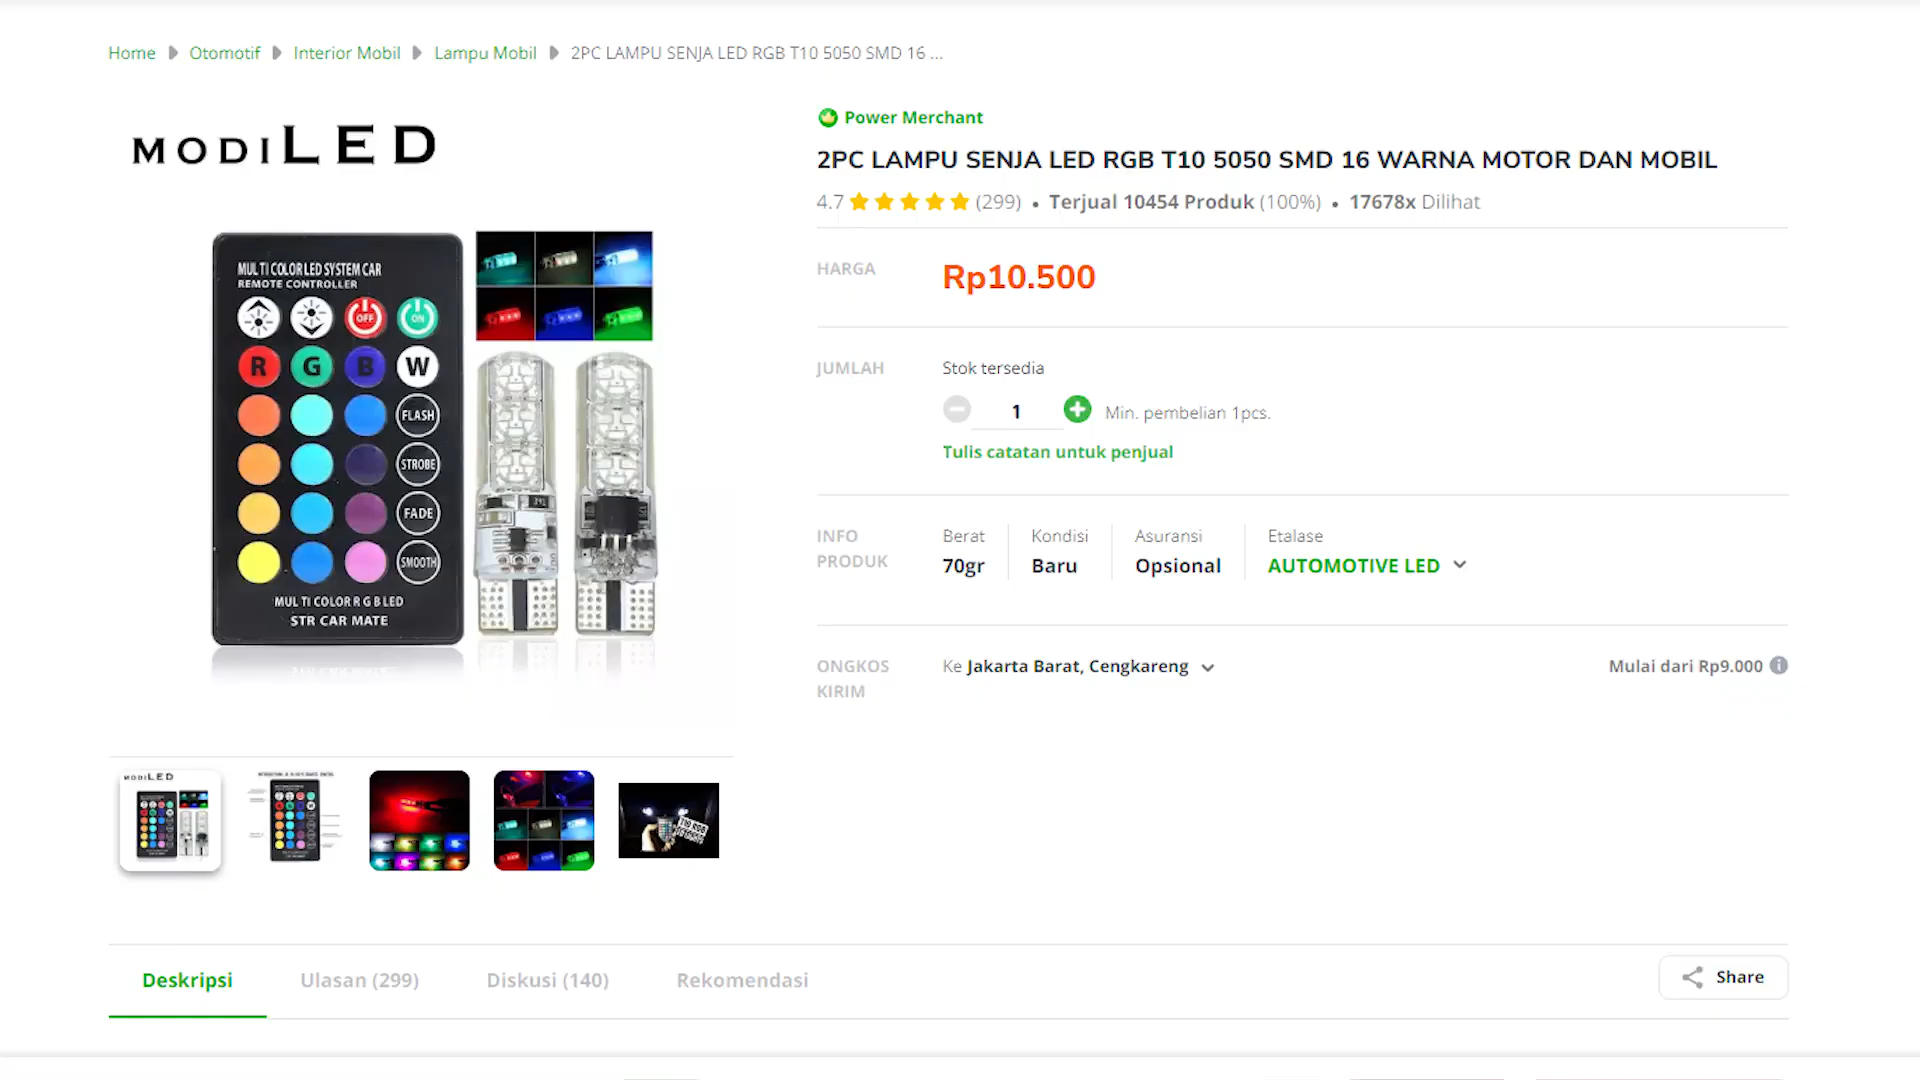 Home Otomotif Interior Mobil Lampu Mobil 2PC LAMPU SENJA LED RGB T10 5050 SMD 16 ...
MODILED
MULTI COLOR LED SYSTEM CAR
REMOTE CONTROLLER
OFF ON
R G B W
FLASH
STROBE
FADE
SMOOTH
MULTI COLOR R G B LED
STR CAR MATE
MODILED
Power Merchant
2PC LAMPU SENJA LED RGB T10 5050 SMD 16 WARNA MOTOR DAN MOBIL
4.7 (299) • Terjual 10454 Produk (100%) • 17678x Dilihat
HARGA Rp10.500
JUMLAH Stok tersedia
1 Min. pembelian 1pcs.
Tulis catatan untuk penjual
INFO PRODUK
Berat Kondisi Asuransi Etalase
70gr Baru Opsional AUTOMOTIVE LED
ONGKOS KIRIM
Ke Jakarta Barat, Cengkareng Mulai dari Rp9.000
Deskripsi Ulasan (299) Diskusi (140) Rekomendasi Share